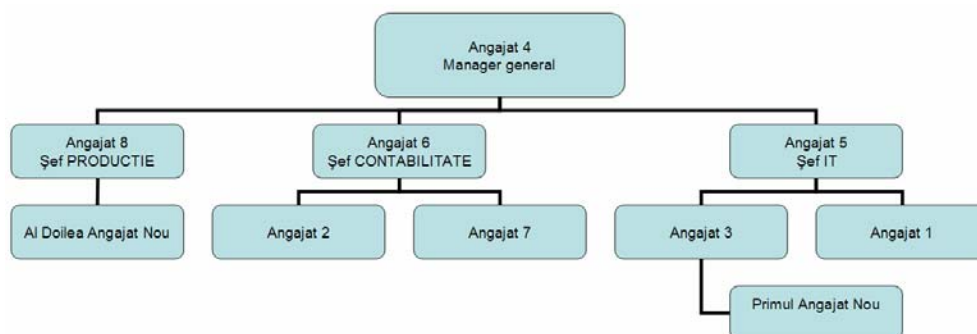 Angajat 4
Manager general
Angajat 8
Şef PRODUCTIE
Angajat 6
Şef CONTABILITATE
Angajat 5
Şef IT
Al Doilea Angajat Nou
Angajat 2
Angajat 7
Angajat 3
Angajat 1
Primul Angajat Nou